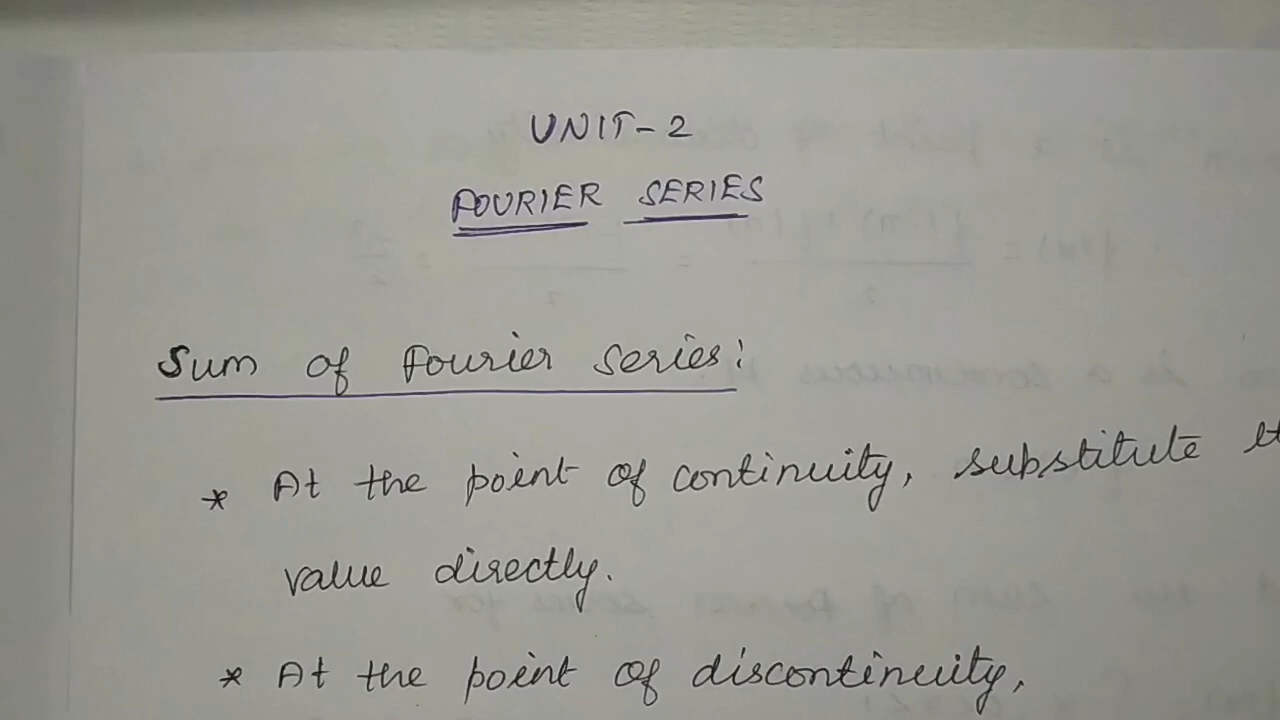 UNIT-2
FOURIER SERIES
Sum of Fourier Series:
* At the point of continuity, substitute
value directly.
* At the point of discontinuity,